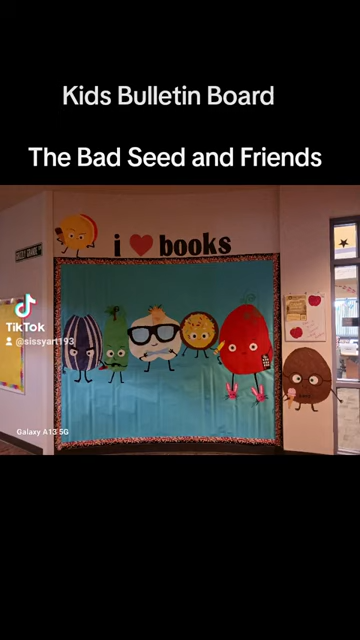 Kids Bulletin Board
The Bad Seed and Friends
i ❤ books
TikTok
@sissyart193
Galaxy A13 5G